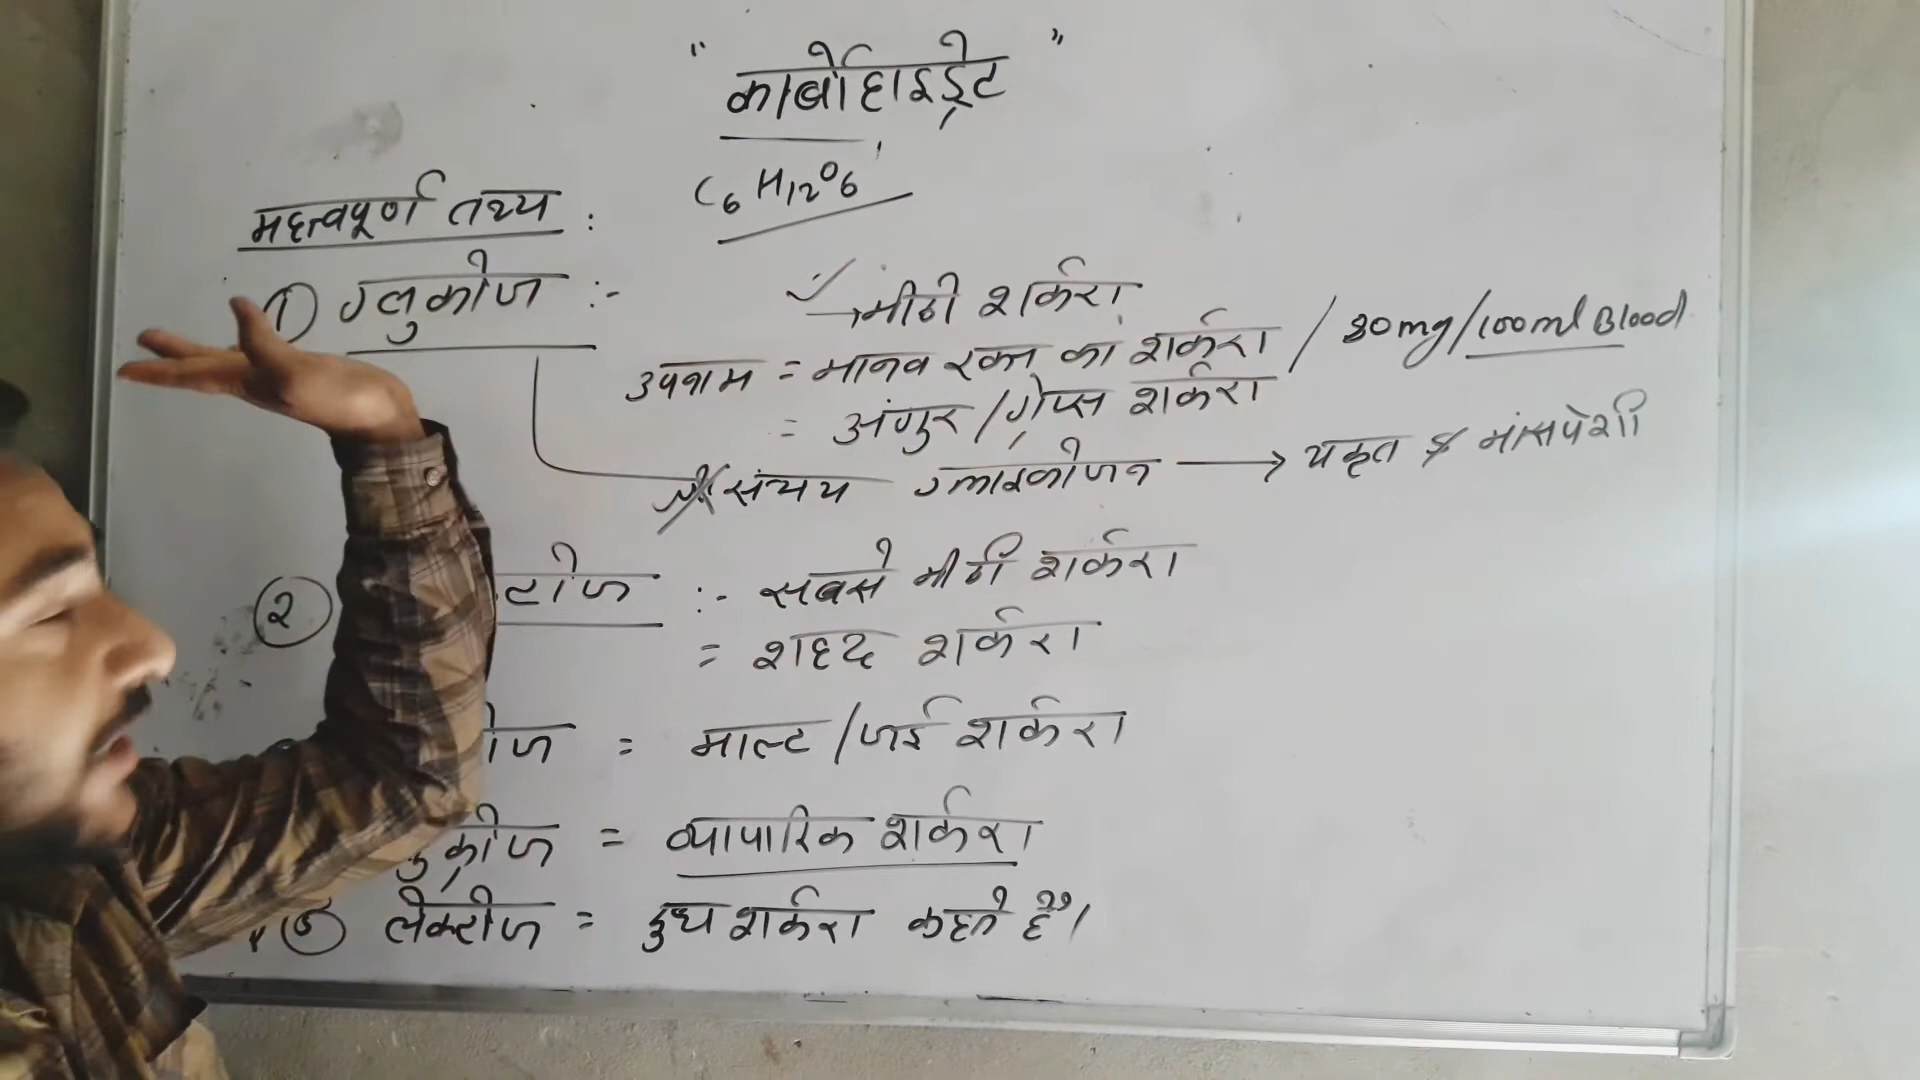 " कार्बोहाइड्रेट "
C6H12O6
महत्वपूर्ण तथ्य :
① ग्लुकोज :-
→ मीठी शर्करा
उपनाम = मानव रक्त का शर्करा / 80mg/100ml Blood
= अंगुर / ग्रेप्स शर्करा
संचय ग्लाइकोजन → यकृत & मांसपेशी
② टोज :- सबसे मीठी शर्करा
= शहद शर्करा
ोज = माल्ट / जई शर्करा
ुक्रोज = व्यापारिक शर्करा
⑤ लेक्टोज = दुध शर्करा कहते है।